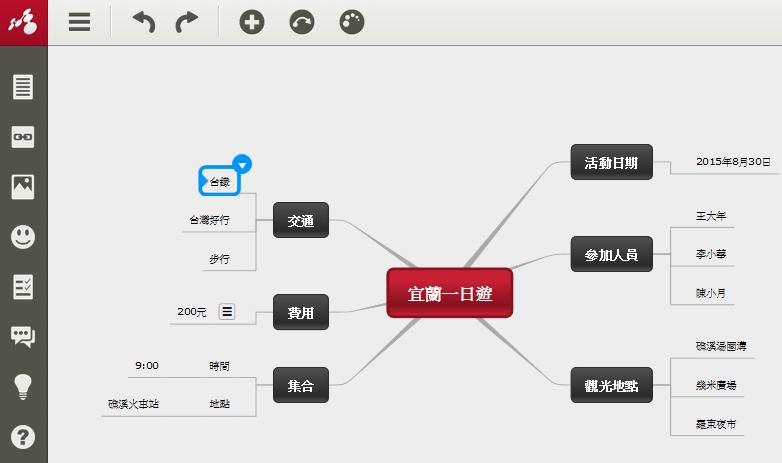 宜蘭一日遊
活動日期
2015年8月30日
參加人員
王大年
李小華
陳小月
觀光地點
礁溪湯圍溝
幾米廣場
羅東夜市
交通
台鐵
台灣好行
步行
費用
200元
集合
時間
9:00
地點
礁溪火車站